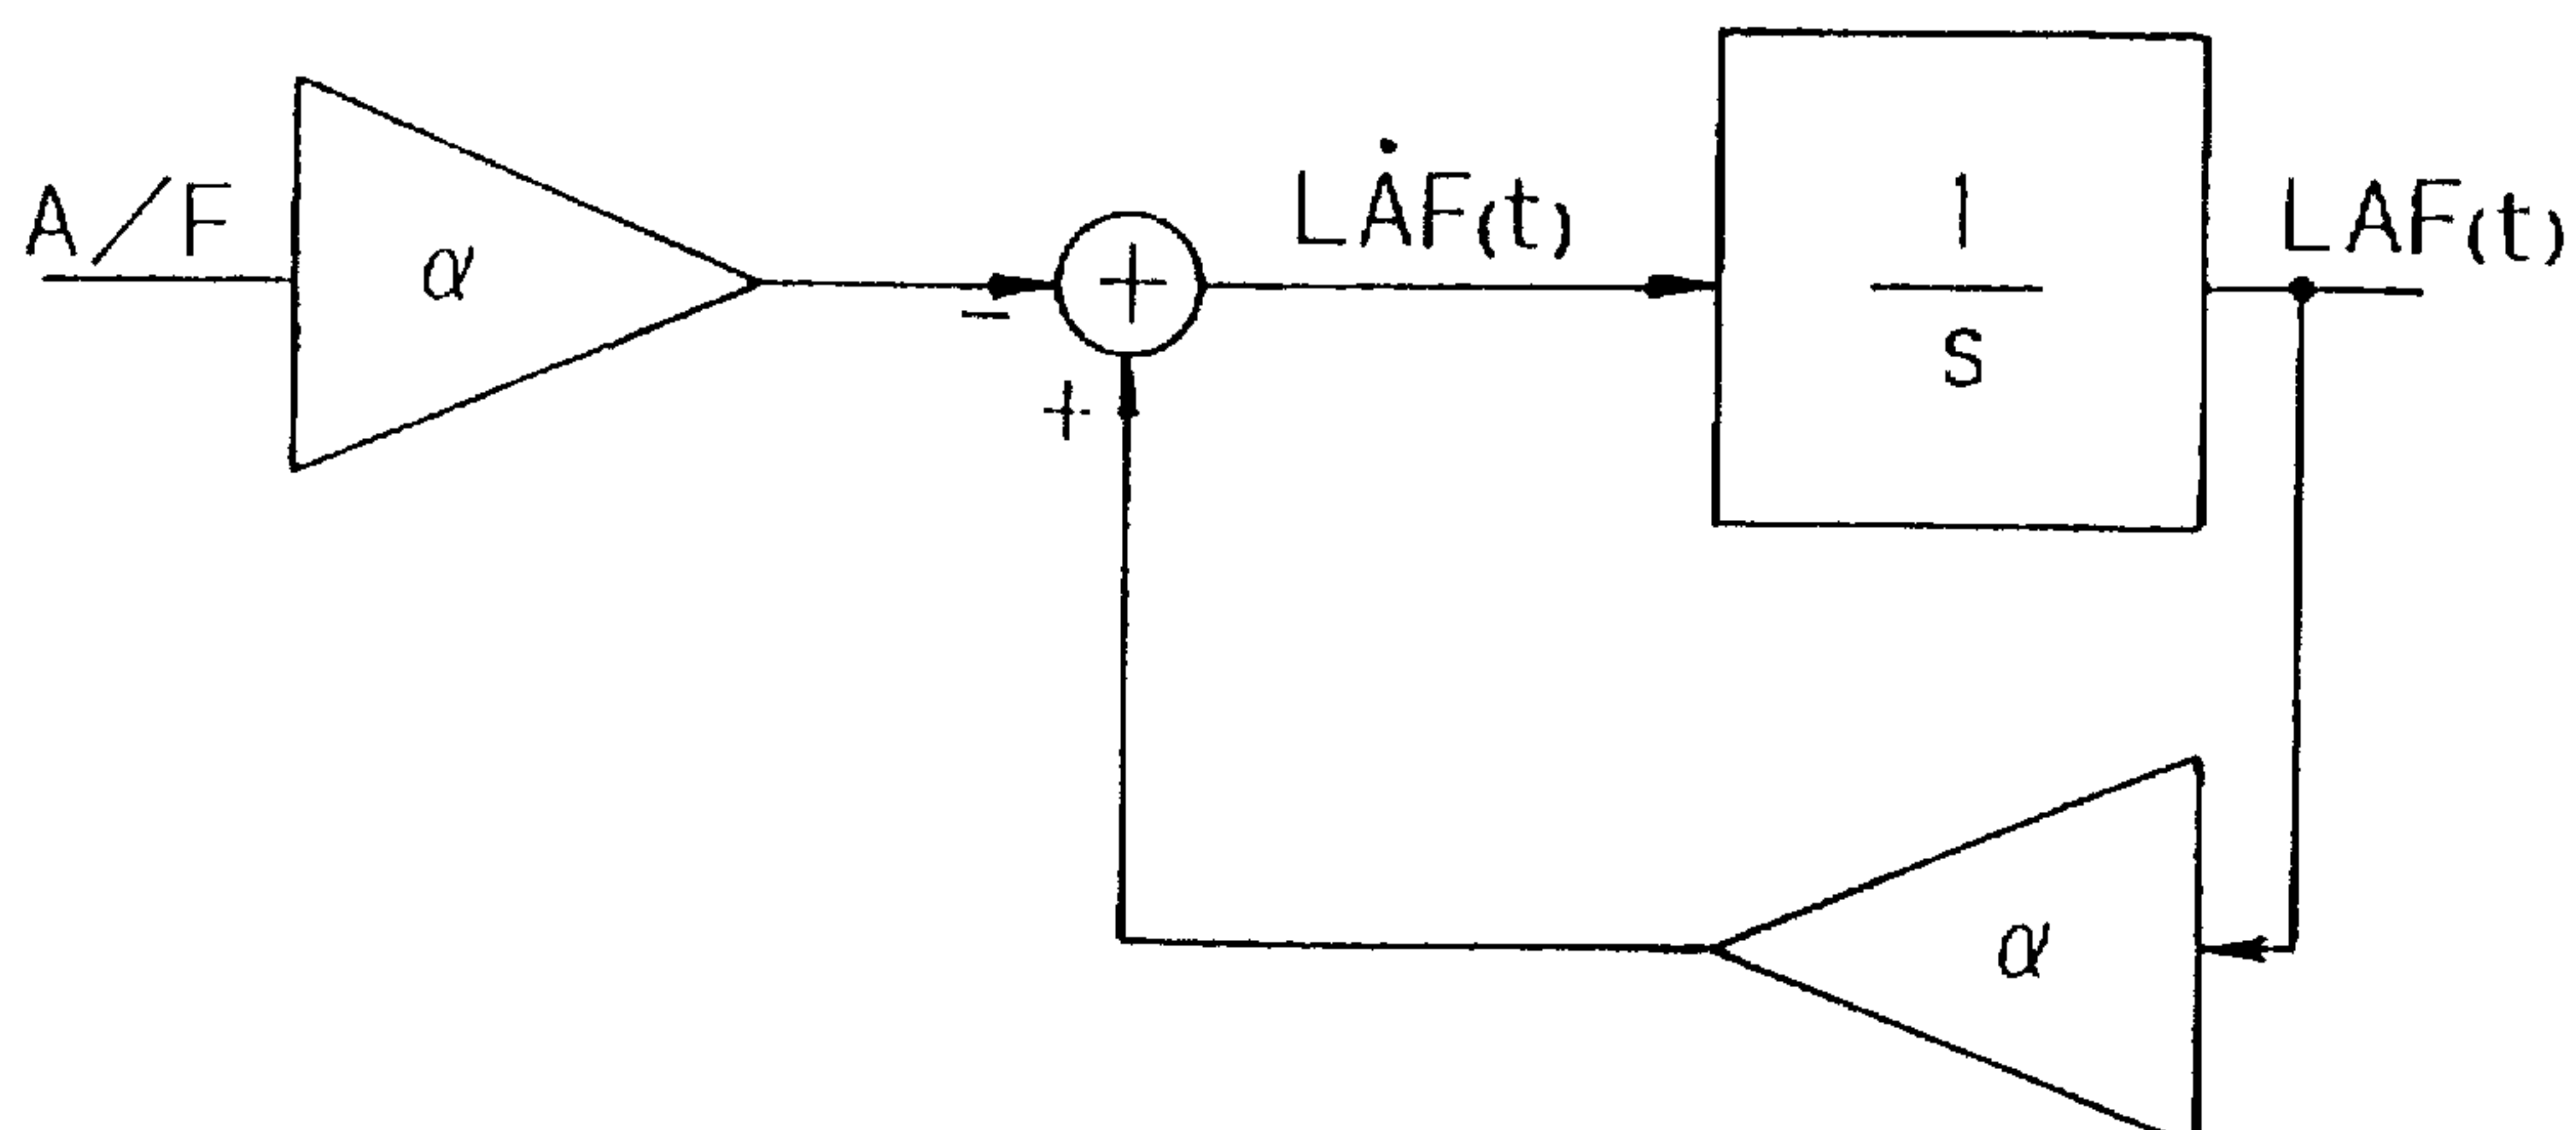 A/F
α
−
+
+
LȦF(t)
1
S
LAF(t)
α